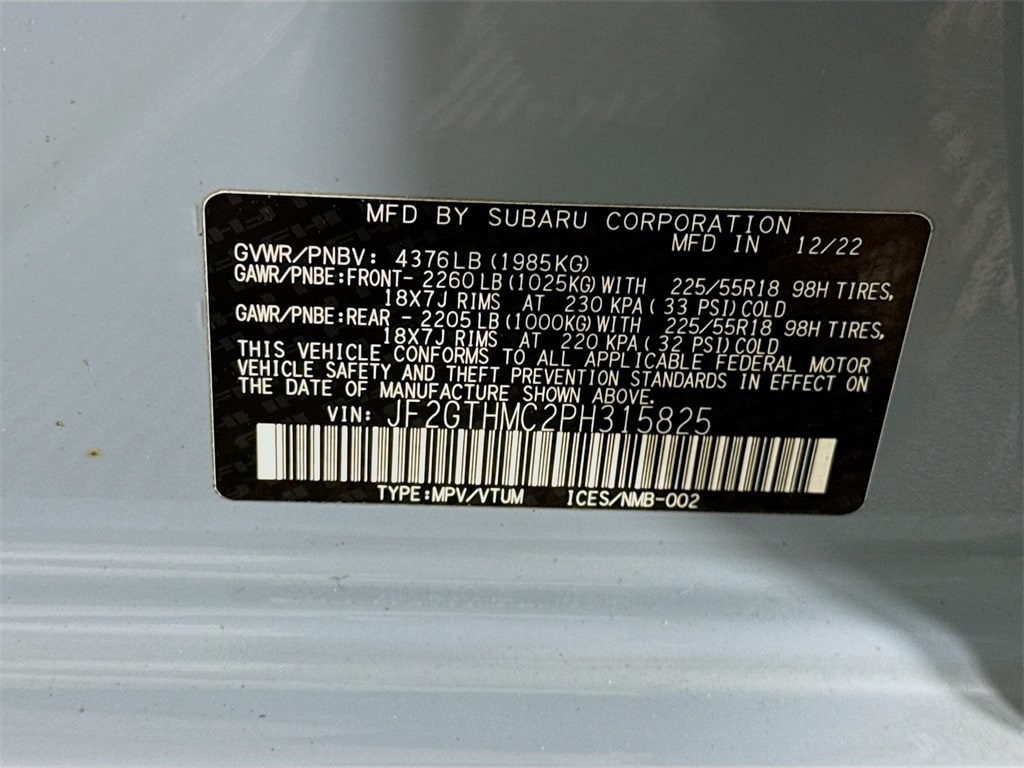 MFD BY SUBARU CORPORATION
MFD IN 12/22
GVWR/PNBV: 4376LB (1985KG)
GAWR/PNBE:FRONT- 2260LB (1025KG) WITH 225/55R18 98H TIRES,
18X7J RIMS AT 230 KPA ( 33 PSI) COLD
GAWR/PNBE:REAR - 2205LB (1000KG) WITH 225/55R18 98H TIRES,
18X7J RIMS AT 220 KPA ( 32 PSI) COLD
THIS VEHICLE CONFORMS TO ALL APPLICABLE FEDERAL MOTOR
VEHICLE SAFETY AND THEFT PREVENTION STANDARDS IN EFFECT ON
THE DATE OF MANUFACTURE SHOWN ABOVE.
VIN: JF2GTHMC2PH315825
TYPE:MPV/VTUM ICES/NMB-002